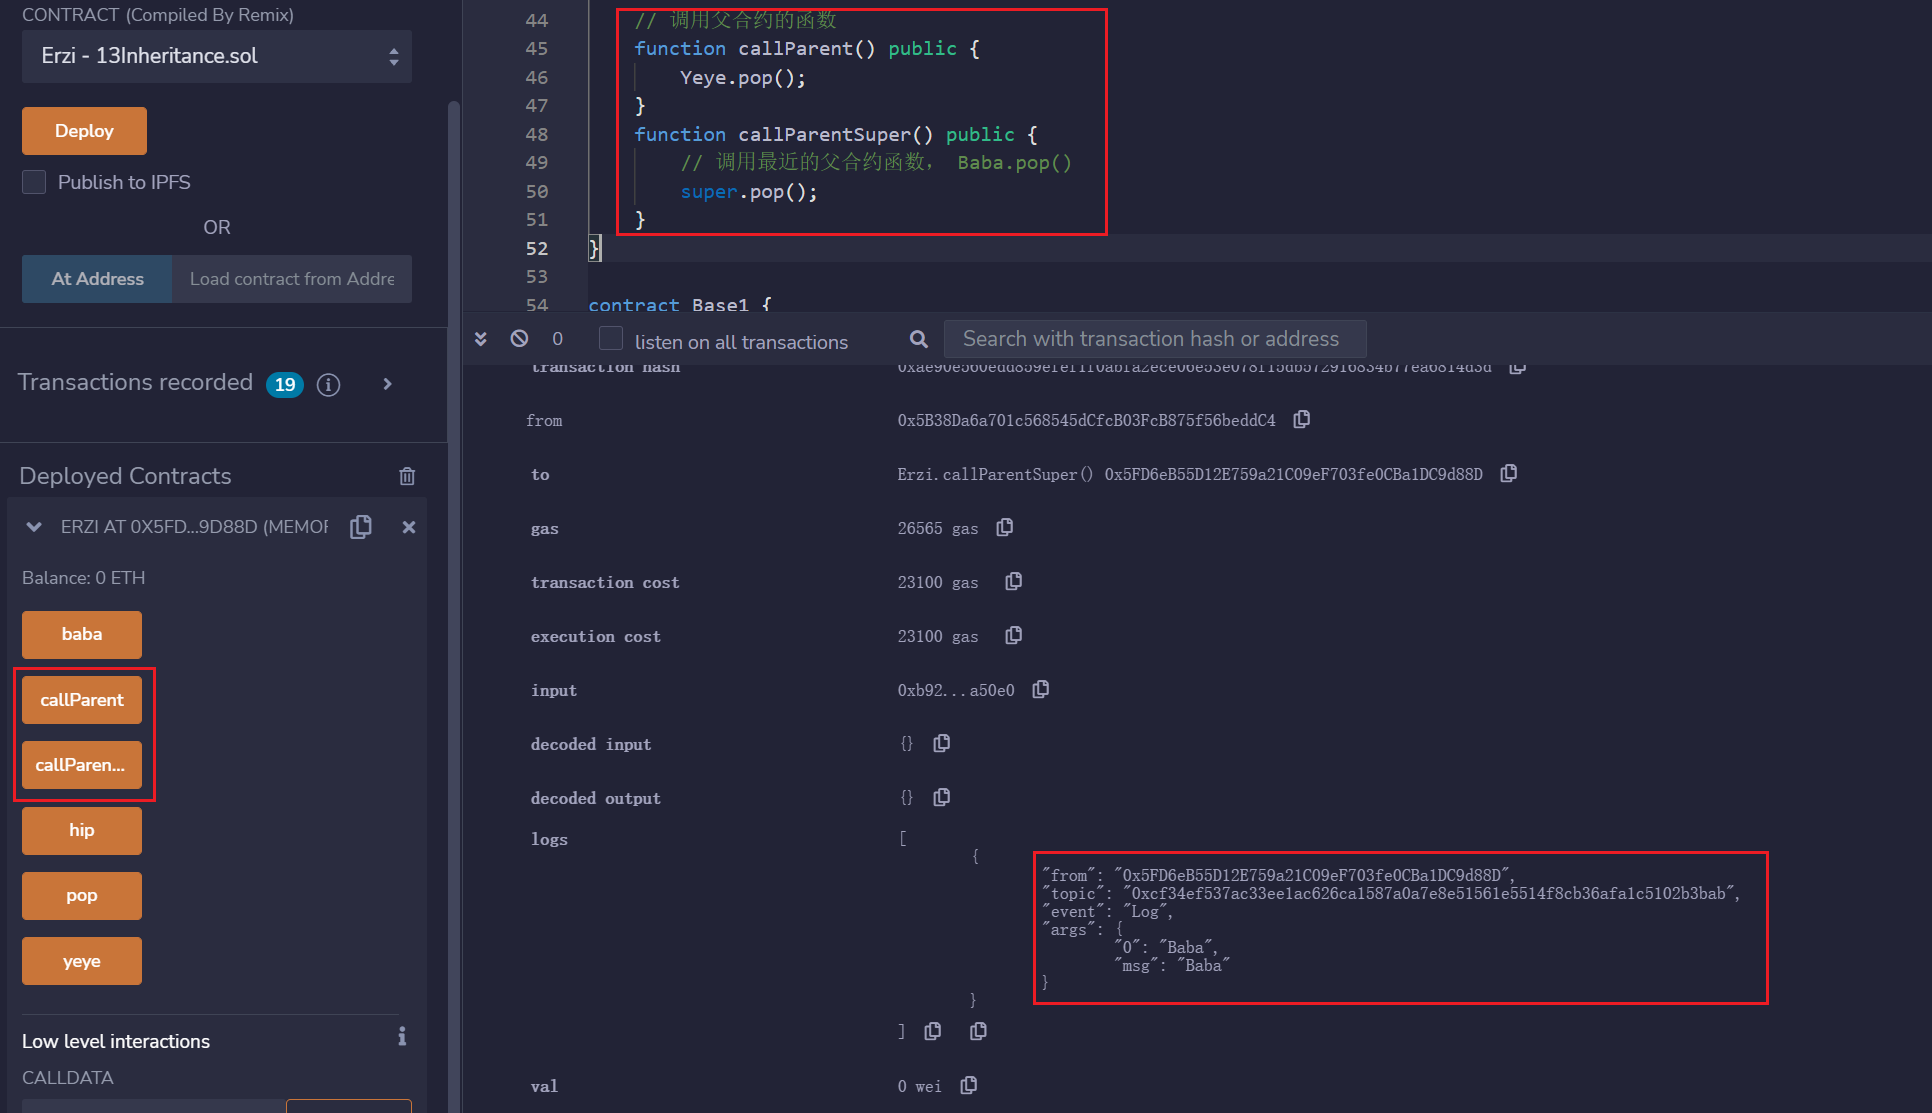 CONTRACT (Compiled By Remix)
Erzi - 13Inheritance.sol
Deploy
Publish to IPFS
OR
At Address
Load contract from Addre
Transactions recorded 19
Deployed Contracts
ERZI AT 0X5FD...9D88D (MEMOR
Balance: 0 ETH
baba
callParent
callParen...
hip
pop
yeye
Low level interactions
CALLDATA
44 // 调用父合约的函数
45 function callParent() public {
46 Yeye.pop();
47 }
48 function callParentSuper() public {
49 // 调用最近的父合约函数， Baba.pop()
50 super.pop();
51 }
52 }
53
54 contract Base1 {
0 listen on all transactions
Search with transaction hash or address
transaction hash
from 0x5B38Da6a701c568545dCfcB03FcB875f56beddC4
to Erzi.callParentSuper() 0x5FD6eB55D12E759a21C09eF703fe0CBa1DC9d88D
gas 26565 gas
transaction cost 23100 gas
execution cost 23100 gas
input 0xb92...a50e0
decoded input {}
decoded output {}
logs [
{
"from": "0x5FD6eB55D12E759a21C09eF703fe0CBa1DC9d88D",
"topic": "0xcf34ef537ac33ee1ac626ca1587a0a7e8e51561e5514f8cb36afa1c5102b3bab",
"event": "Log",
"args": {
"0": "Baba",
"msg": "Baba"
}
}
]
val 0 wei